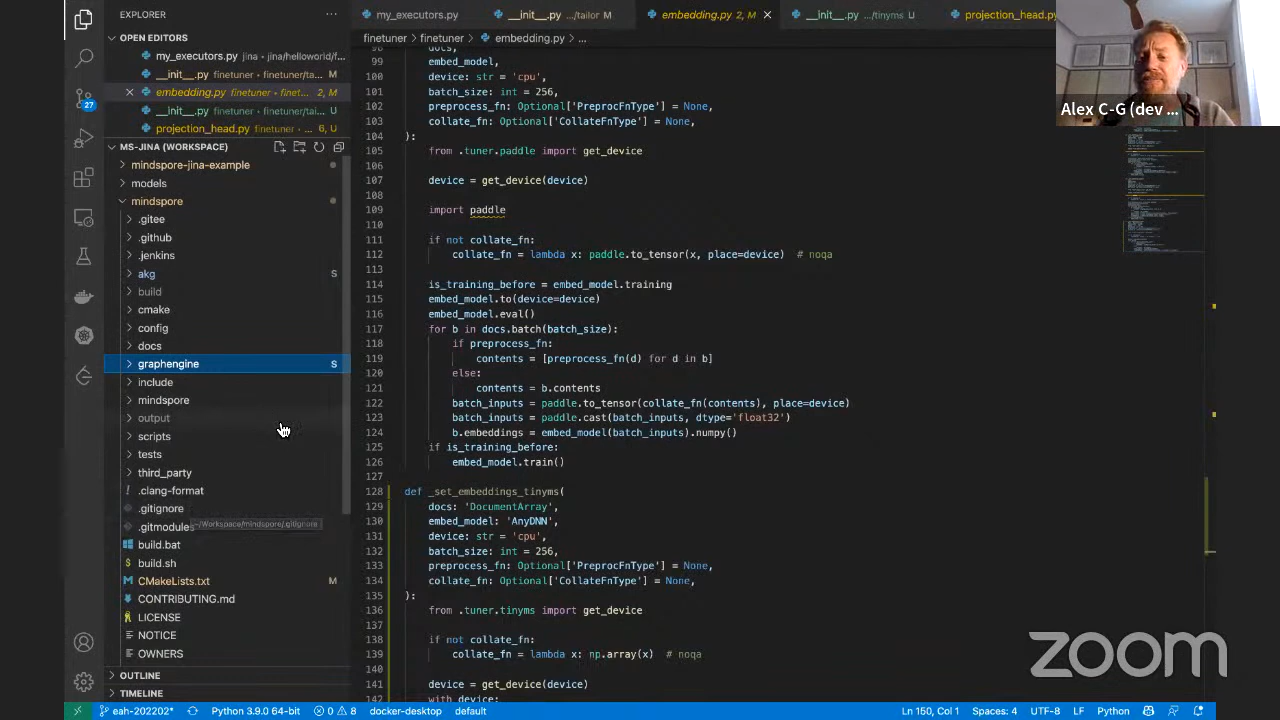 EXPLORER
my_executors.py
__init__.py .../tailor M
embedding.py 2, M
__init__.py .../tinyms U
projection_head.py
OPEN EDITORS
finetuner > finetuner > embedding.py > ...
my_executors.py jina • jina/helloworld/f...
__init__.py finetuner • finetuner/ta... M
embedding.py finetuner • finet... 2, M
__init__.py finetuner • finetuner/tai... U
projection_head.py finetuner • ... 6, U
27
MS-JINA (WORKSPACE)
mindspore-jina-example
models
mindspore
.gitee
.github
.jenkins
akg S
build
cmake
config
docs
graphengine S
include
mindspore
output
scripts
tests
third_party
.clang-format
.gitignore
.gitmodules
~/Workspace/mindspore/.gitignore
build.bat
build.sh
CMakeLists.txt M
CONTRIBUTING.md
LICENSE
NOTICE
OWNERS
OUTLINE
TIMELINE
98 docs,
99 embed_model,
100 device: str = 'cpu',
101 batch_size: int = 256,
102 preprocess_fn: Optional['PreprocFnType'] = None,
103 collate_fn: Optional['CollateFnType'] = None,
104 ):
105 from .tuner.paddle import get_device
106
107 device = get_device(device)
108
109 import paddle
110
111 if not collate_fn:
112 collate_fn = lambda x: paddle.to_tensor(x, place=device) # noqa
113
114 is_training_before = embed_model.training
115 embed_model.to(device=device)
116 embed_model.eval()
117 for b in docs.batch(batch_size):
118 if preprocess_fn:
119 contents = [preprocess_fn(d) for d in b]
120 else:
121 contents = b.contents
122 batch_inputs = paddle.to_tensor(collate_fn(contents), place=device)
123 batch_inputs = paddle.cast(batch_inputs, dtype='float32')
124 b.embeddings = embed_model(batch_inputs).numpy()
125 if is_training_before:
126 embed_model.train()
127
128 def _set_embeddings_tinyms(
129 docs: 'DocumentArray',
130 embed_model: 'AnyDNN',
131 device: str = 'cpu',
132 batch_size: int = 256,
133 preprocess_fn: Optional['PreprocFnType'] = None,
134 collate_fn: Optional['CollateFnType'] = None,
135 ):
136 from .tuner.tinyms import get_device
137
138 if not collate_fn:
139 collate_fn = lambda x: np.array(x) # noqa
140
141 device = get_device(device)
142 with device:
Alex C-G (dev ...
zoom
eah-202202* Python 3.9.0 64-bit 0 8 docker-desktop default Ln 150, Col 1 Spaces: 4 UTF-8 LF Python